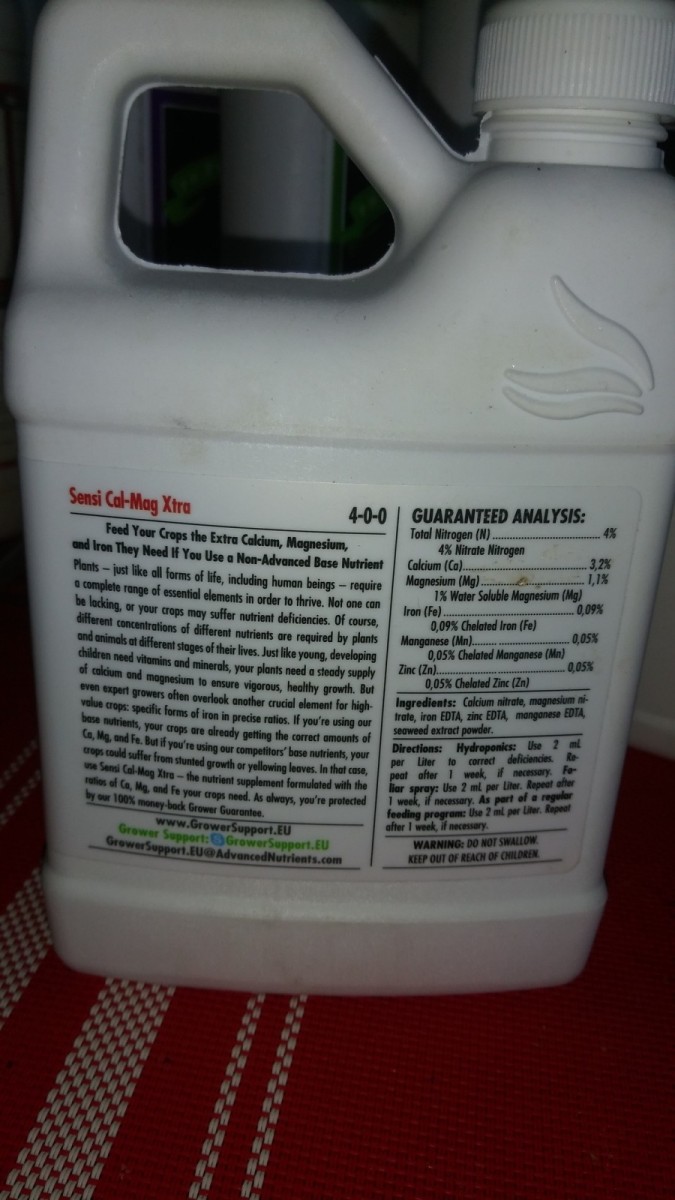 Sensi Cal-Mag Xtra
4-0-0
Feed Your Crops the Extra Calcium, Magnesium,
and Iron They Need If You Use a Non-Advanced Base Nutrient
Plants – just like all forms of life, including human beings – require
a complete range of essential elements in order to thrive. Not one can
be lacking, or your crops may suffer nutrient deficiencies. Of course,
different concentrations of different nutrients are required by plants
and animals at different stages of their lives. Just like young, developing
children need vitamins and minerals, your plants need a steady supply
of calcium and magnesium to ensure vigorous, healthy growth. But
even expert growers often overlook another crucial element for high-
value crops: specific forms of iron in precise ratios. If you're using our
base nutrients, your crops are already getting the correct amounts of
Ca, Mg, and Fe. But if you're using our competitors' base nutrients, your
crops could suffer from stunted growth or yellowing leaves. In that case,
use Sensi Cal-Mag Xtra – the nutrient supplement formulated with the
ratios of Ca, Mg, and Fe your crops need. As always, you're protected
by our 100% money-back Grower Guarantee.
www.GrowerSupport.EU
Grower Support: GrowerSupport.EU
GrowerSupport.EU@AdvancedNutrients.com
GUARANTEED ANALYSIS:
Total Nitrogen (N) ........................ 4%
4% Nitrate Nitrogen
Calcium (Ca)........................ 3,2%
Magnesium (Mg)........................ 1,1%
1% Water Soluble Magnesium (Mg)
Iron (Fe)........................ 0,09%
0,09% Chelated Iron (Fe)
Manganese (Mn)........................ 0,05%
0,05% Chelated Manganese (Mn)
Zinc (Zn)........................ 0,05%
0,05% Chelated Zinc (Zn)
Ingredients: Calcium nitrate, magnesium ni-
trate, iron EDTA, zinc EDTA, manganese EDTA,
seaweed extract powder.
Directions: Hydroponics: Use 2 mL
per Liter to correct deficiencies. Re-
peat after 1 week, if necessary. Fo-
liar spray: Use 2 mL per Liter. Repeat after
1 week, if necessary. As part of a regular
feeding program: Use 2 mL per Liter. Repeat
after 1 week, if necessary.
WARNING: DO NOT SWALLOW.
KEEP OUT OF REACH OF CHILDREN.